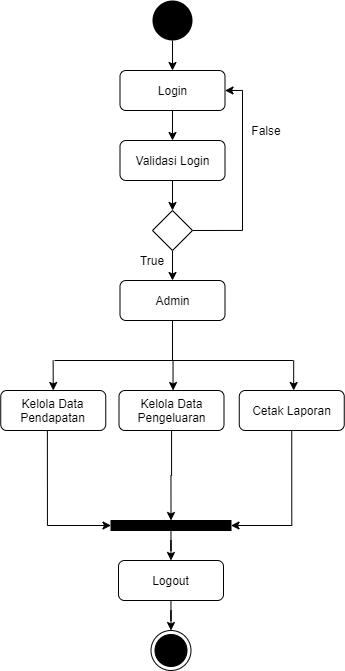 Login
False
Validasi Login
True
Admin
Kelola Data
Pendapatan
Kelola Data
Pengeluaran
Cetak Laporan
Logout